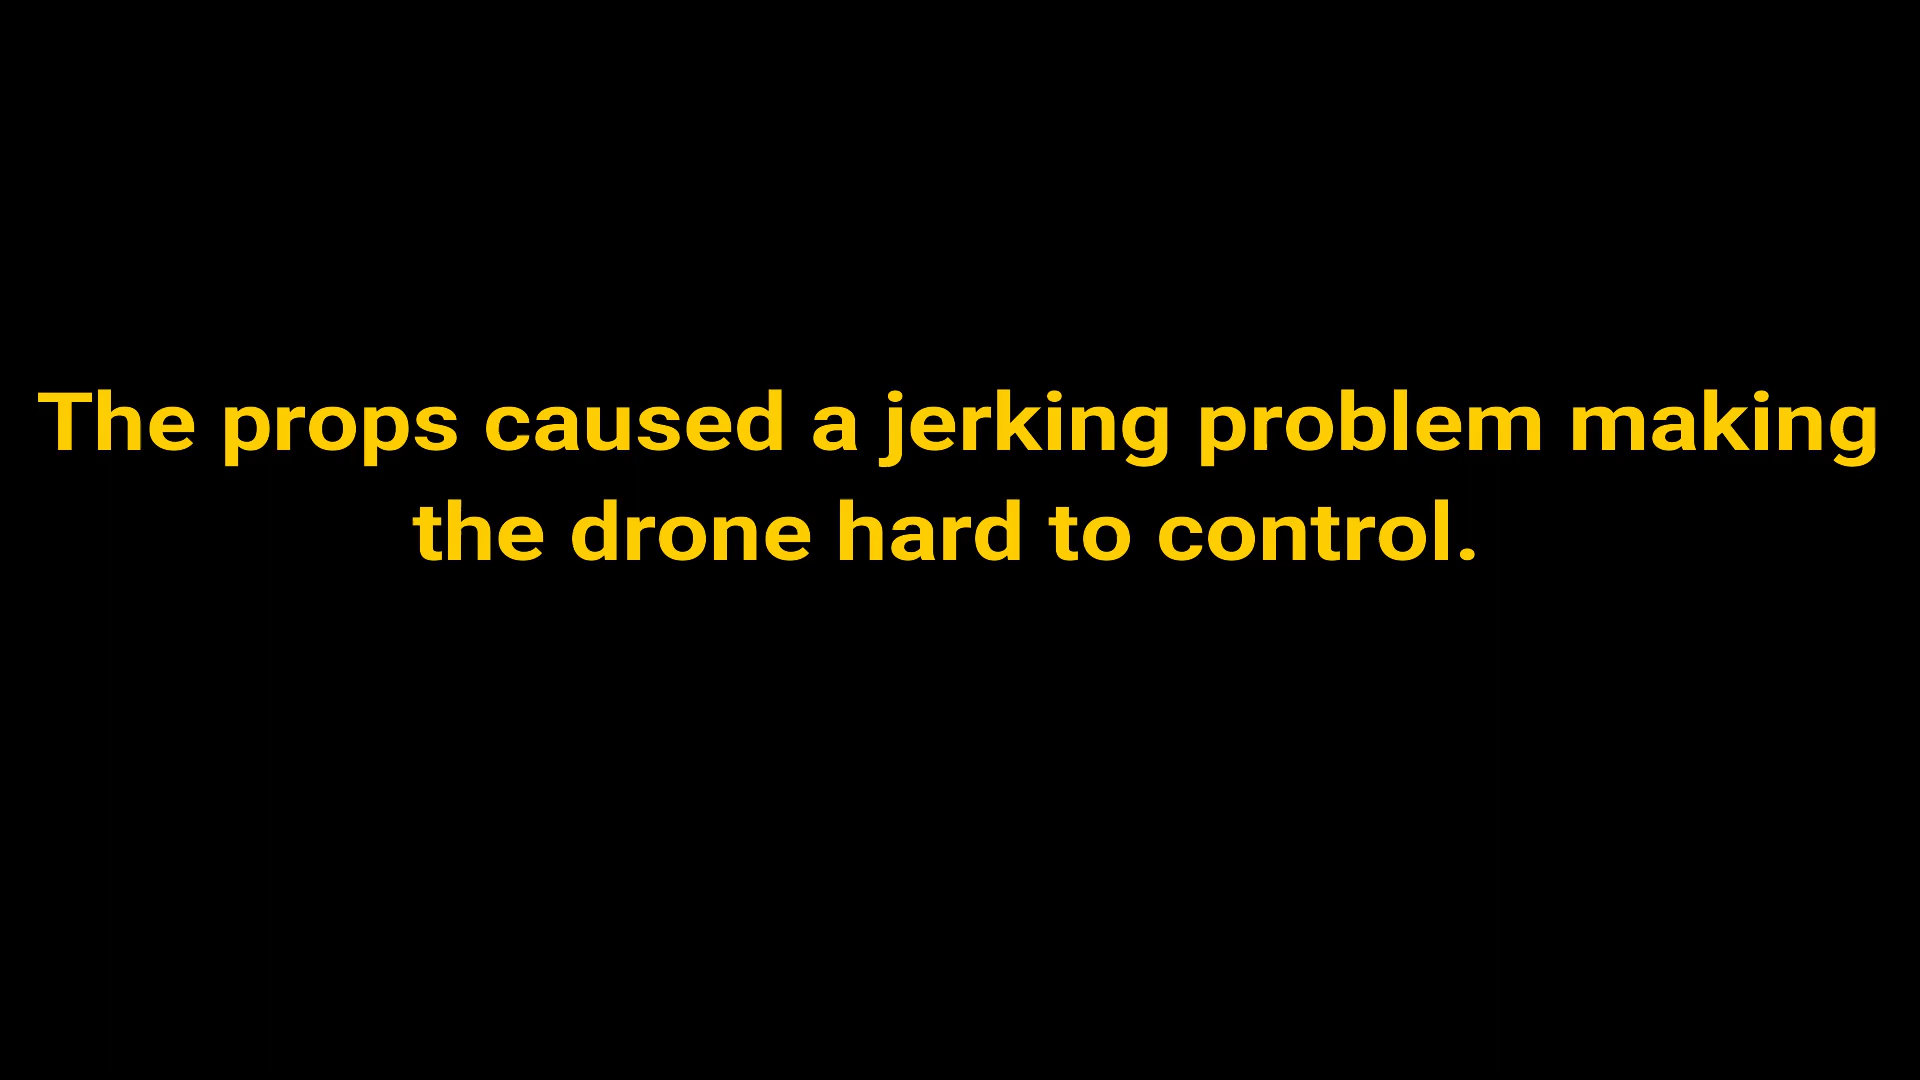 The props caused a jerking problem making
the drone hard to control.